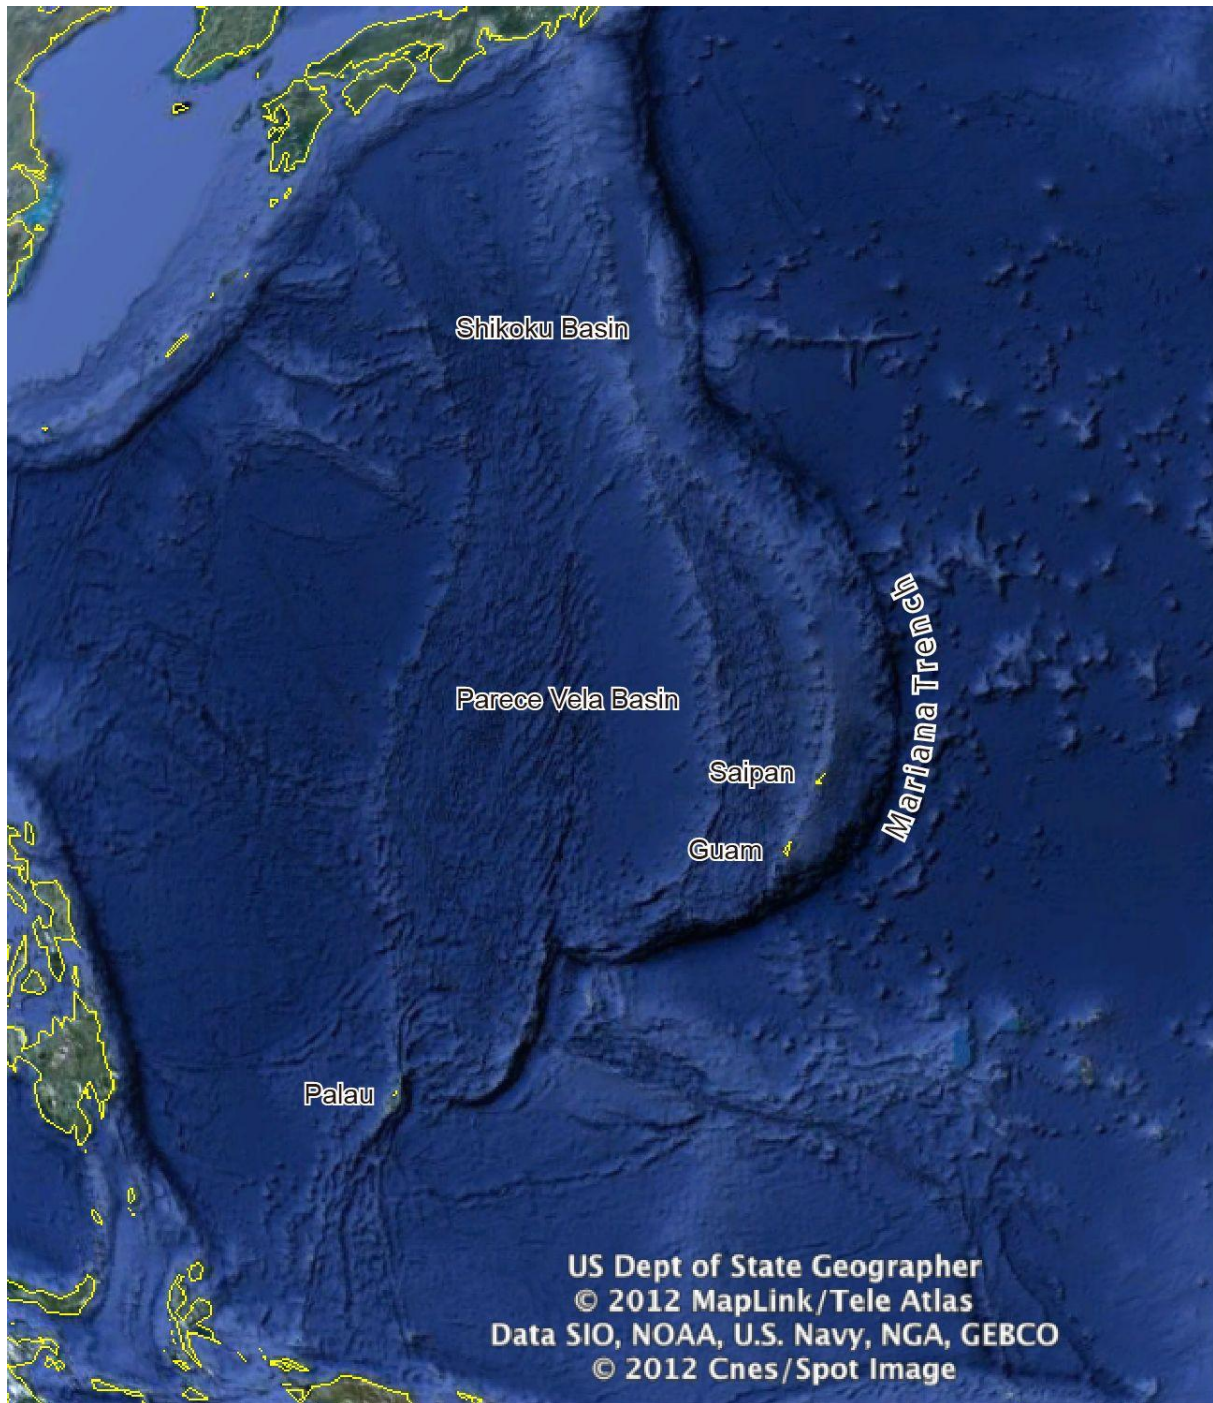 Shikoku Basin
Mariana Trench
Parece Vela Basin
Saipan
Guam
Palau
US Dept of State Geographer
© 2012 MapLink/Tele Atlas
Data SIO, NOAA, U.S. Navy, NGA, GEBCO
© 2012 Cnes/Spot Image